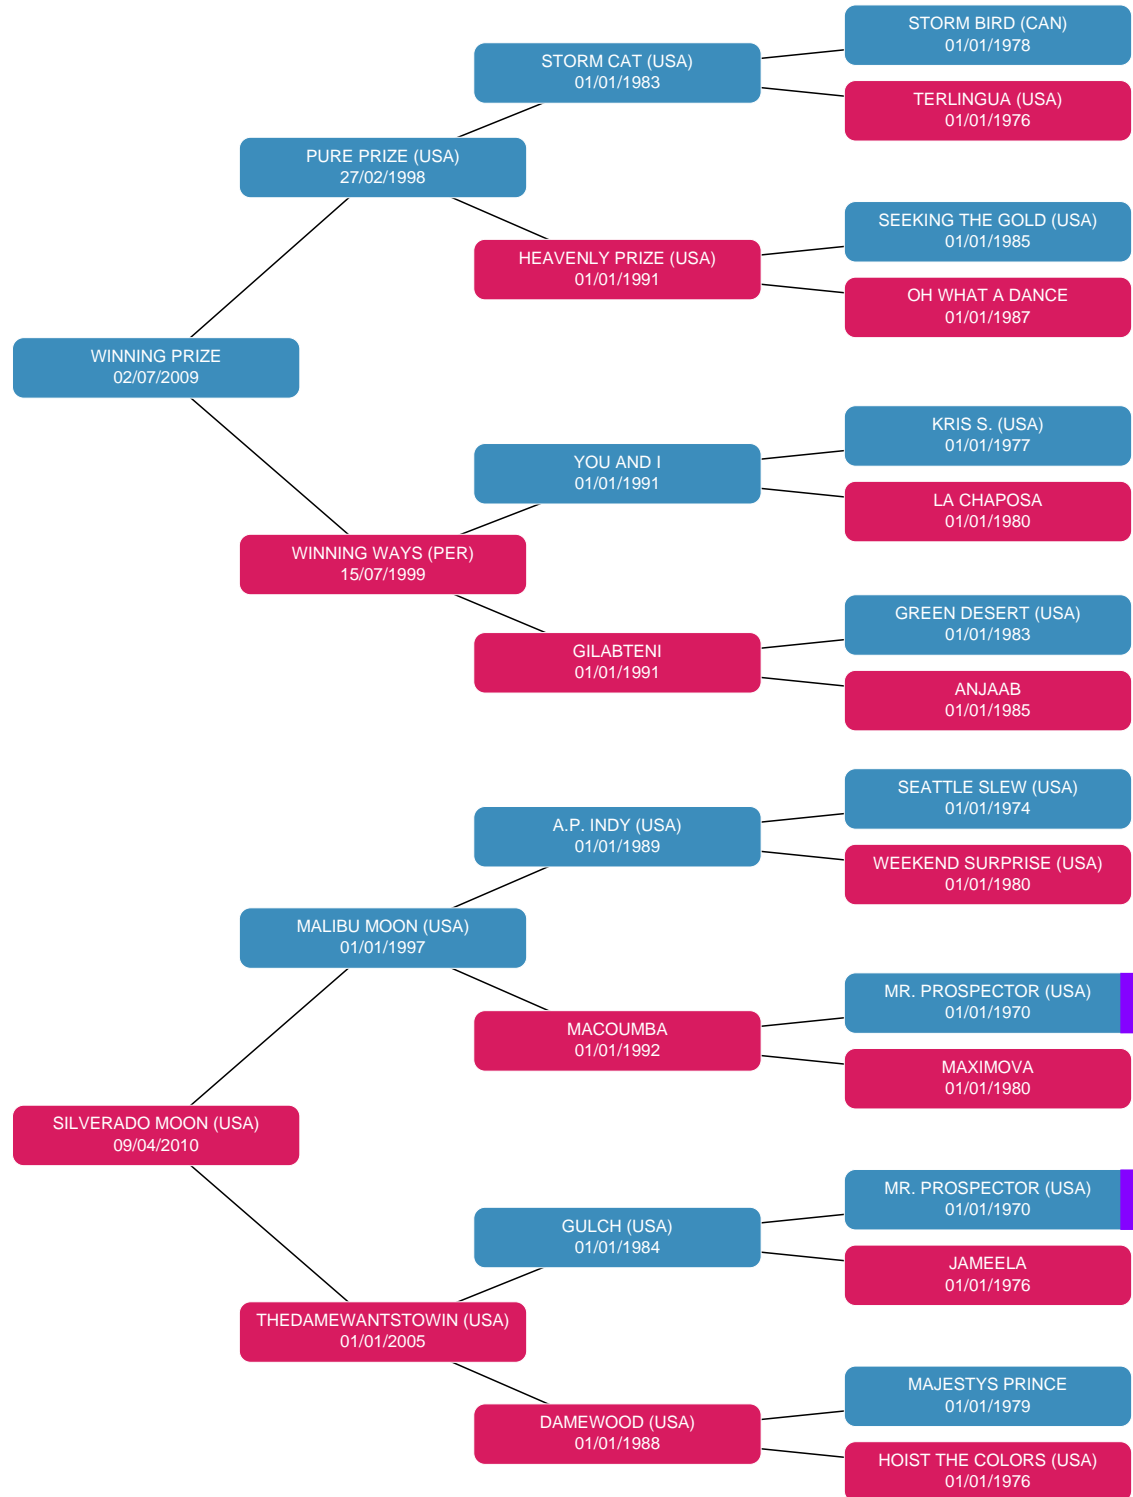 STORM BIRD (CAN)
01/01/1978
STORM CAT (USA)
01/01/1983
TERLINGUA (USA)
01/01/1976
PURE PRIZE (USA)
27/02/1998
SEEKING THE GOLD (USA)
01/01/1985
HEAVENLY PRIZE (USA)
01/01/1991
OH WHAT A DANCE
01/01/1987
WINNING PRIZE
02/07/2009
KRIS S. (USA)
01/01/1977
YOU AND I
01/01/1991
LA CHAPOSA
01/01/1980
WINNING WAYS (PER)
15/07/1999
GREEN DESERT (USA)
01/01/1983
GILABTENI
01/01/1991
ANJAAB
01/01/1985
SEATTLE SLEW (USA)
01/01/1974
A.P. INDY (USA)
01/01/1989
WEEKEND SURPRISE (USA)
01/01/1980
MALIBU MOON (USA)
01/01/1997
MR. PROSPECTOR (USA)
01/01/1970
MACOUMBA
01/01/1992
MAXIMOVA
01/01/1980
SILVERADO MOON (USA)
09/04/2010
MR. PROSPECTOR (USA)
01/01/1970
GULCH (USA)
01/01/1984
JAMEELA
01/01/1976
THEDAMEWANTSTOWIN (USA)
01/01/2005
MAJESTYS PRINCE
01/01/1979
DAMEWOOD (USA)
01/01/1988
HOIST THE COLORS (USA)
01/01/1976